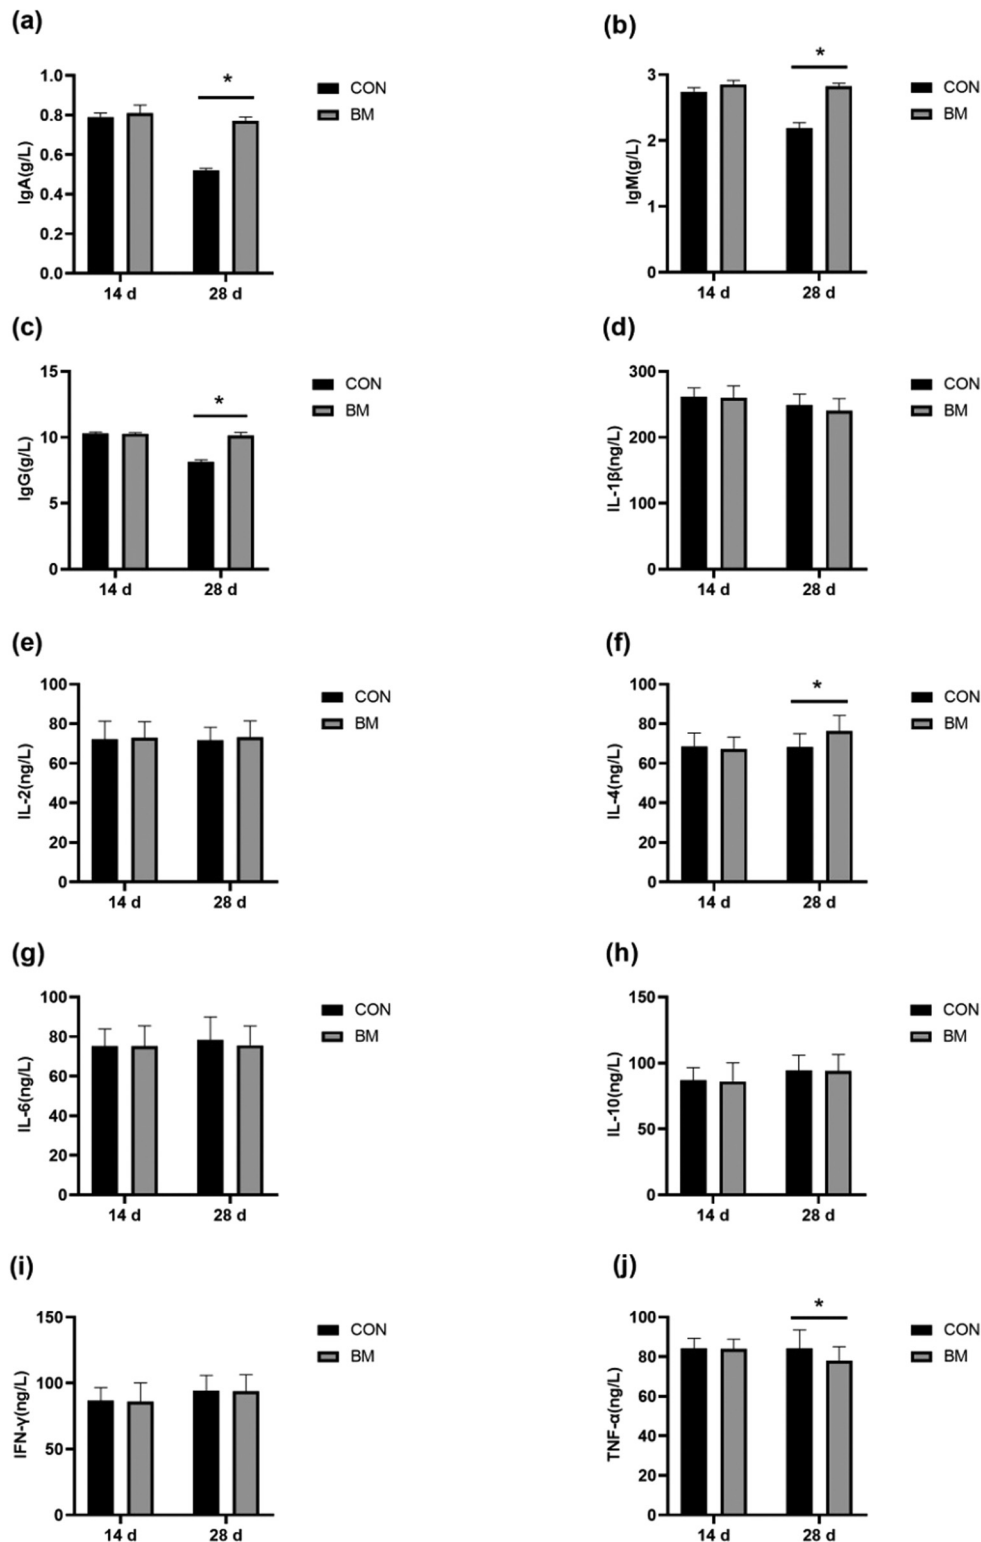 (a)
IgA(g/L)
1.0
0.8
0.6
0.4
0.2
0.0
*
14 d 28 d
CON
BM
(b)
IgM(g/L)
3
2
1
0
*
14 d 28 d
CON
BM
(c)
IgG(g/L)
15
10
5
0
*
14 d 28 d
CON
BM
(d)
IL-1β(ng/L)
300
200
100
0
14 d 28 d
CON
BM
(e)
IL-2(ng/L)
100
80
60
40
20
0
14 d 28 d
CON
BM
(f)
IL-4(ng/L)
100
80
60
40
20
0
*
14 d 28 d
CON
BM
(g)
IL-6(ng/L)
100
80
60
40
20
0
14 d 28 d
CON
BM
(h)
IL-10(ng/L)
150
100
50
0
14 d 28 d
CON
BM
(i)
IFN-γ(ng/L)
150
100
50
0
14 d 28 d
CON
BM
(j)
TNF-α(ng/L)
100
80
60
40
20
0
*
14 d 28 d
CON
BM